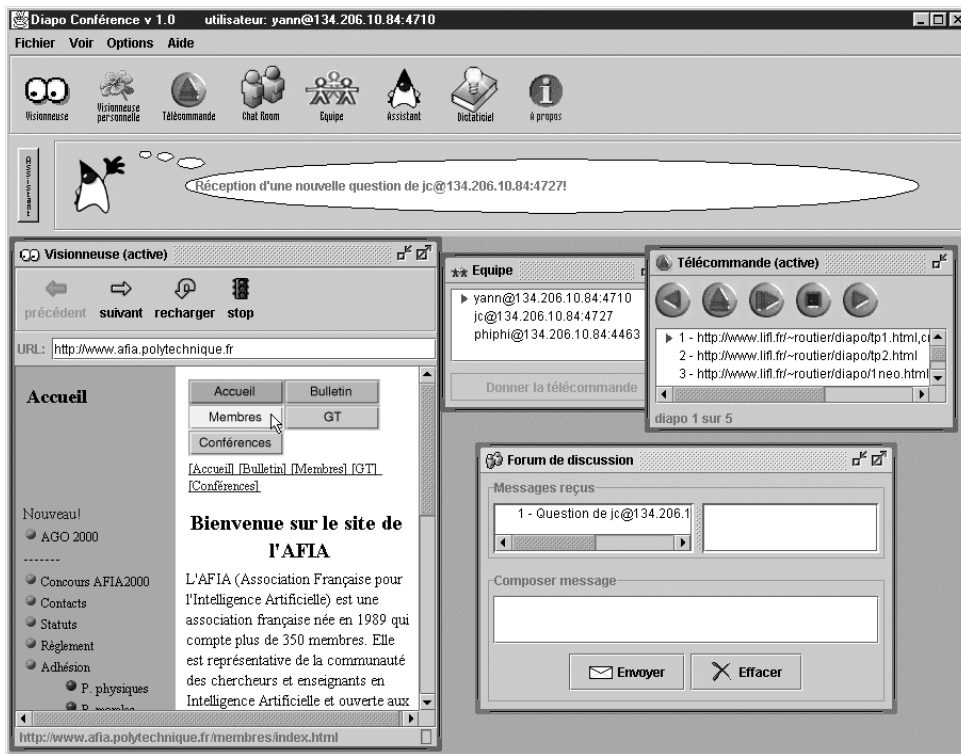 Diapo Conférence v 1.0 utilisateur: yann@134.206.10.84:4710
Fichier Voir Options Aide
Visionneuse
Visionneuse personnelle
Télécommande
Chat Room
Equipe
Assistant
Dictaticiel
A propos
Assistant
Réception d'une nouvelle question de jc@134.206.10.84:4727!
Visionneuse (active)
précédent suivant recharger stop
URL: http://www.afia.polytechnique.fr
Accueil
Nouveau!
AGO 2000
-------
Concours AFIA2000
Contacts
Statuts
Règlement
Adhésion
P. physiques
P. morales
Accueil Bulletin
Membres GT
Conférences
[Accueil] [Bulletin] [Membres] [GT]
[Conférences]
Bienvenue sur le site de
l'AFIA
L'AFIA (Association Française pour
l'Intelligence Artificielle) est une
association française née en 1989 qui
compte plus de 350 membres. Elle
est représentative de la communauté
des chercheurs et enseignants en
Intelligence Artificielle et ouverte aux
http://www.afia.polytechnique.fr/membres/index.html
Equipe
yann@134.206.10.84:4710
jc@134.206.10.84:4727
phiphi@134.206.10.84:4463
Donner la télécommande
Télécommande (active)
1 - http://www.lifl.fr/~routier/diapo/tp1.html,c
2 - http://www.lifl.fr/~routier/diapo/tp2.html
3 - http://www.lifl.fr/~routier/diapo/1neo.html
diapo 1 sur 5
Forum de discussion
Messages reçus
1 - Question de jc@134.206.1
Composer message
Envoyer Effacer